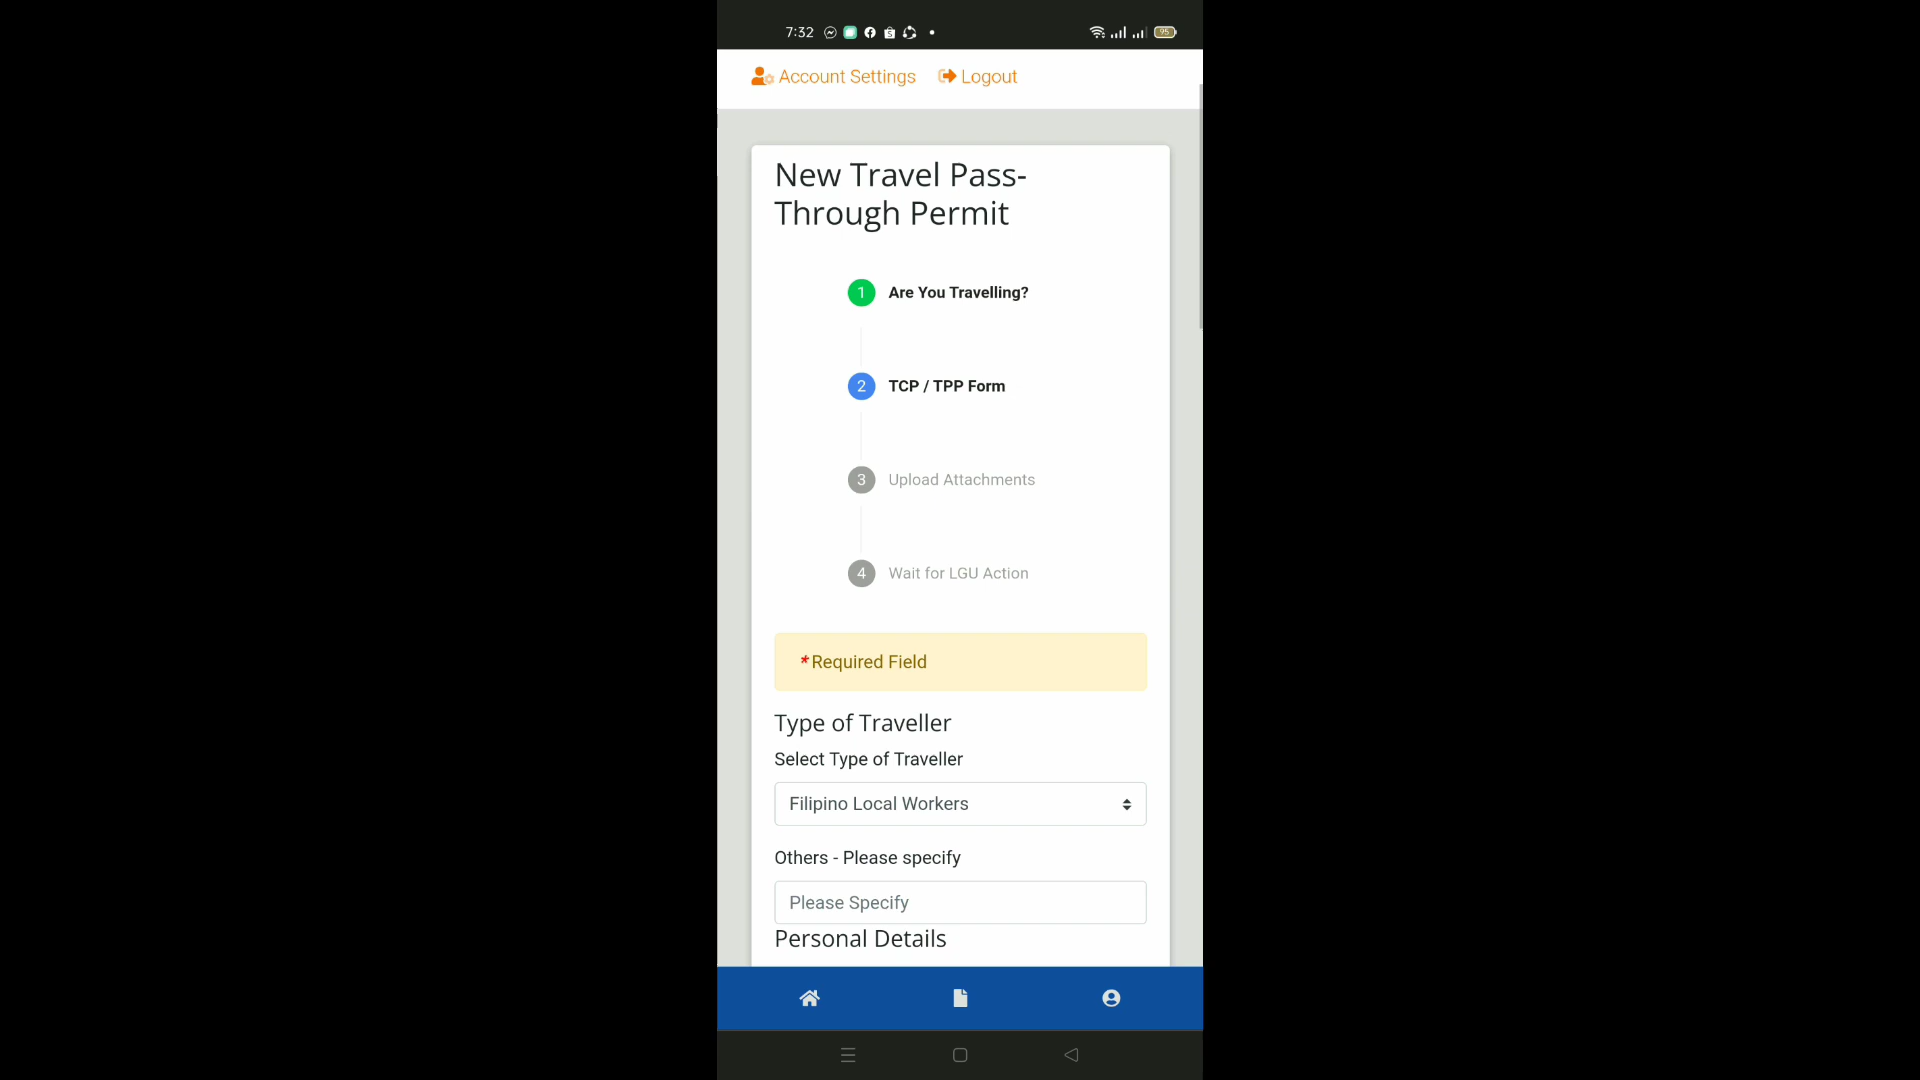 7:32
95
Account Settings Logout
New Travel Pass-
Through Permit
1 Are You Travelling?
2 TCP / TPP Form
3 Upload Attachments
4 Wait for LGU Action
*Required Field
Type of Traveller
Select Type of Traveller
Filipino Local Workers
Others - Please specify
Please Specify
Personal Details